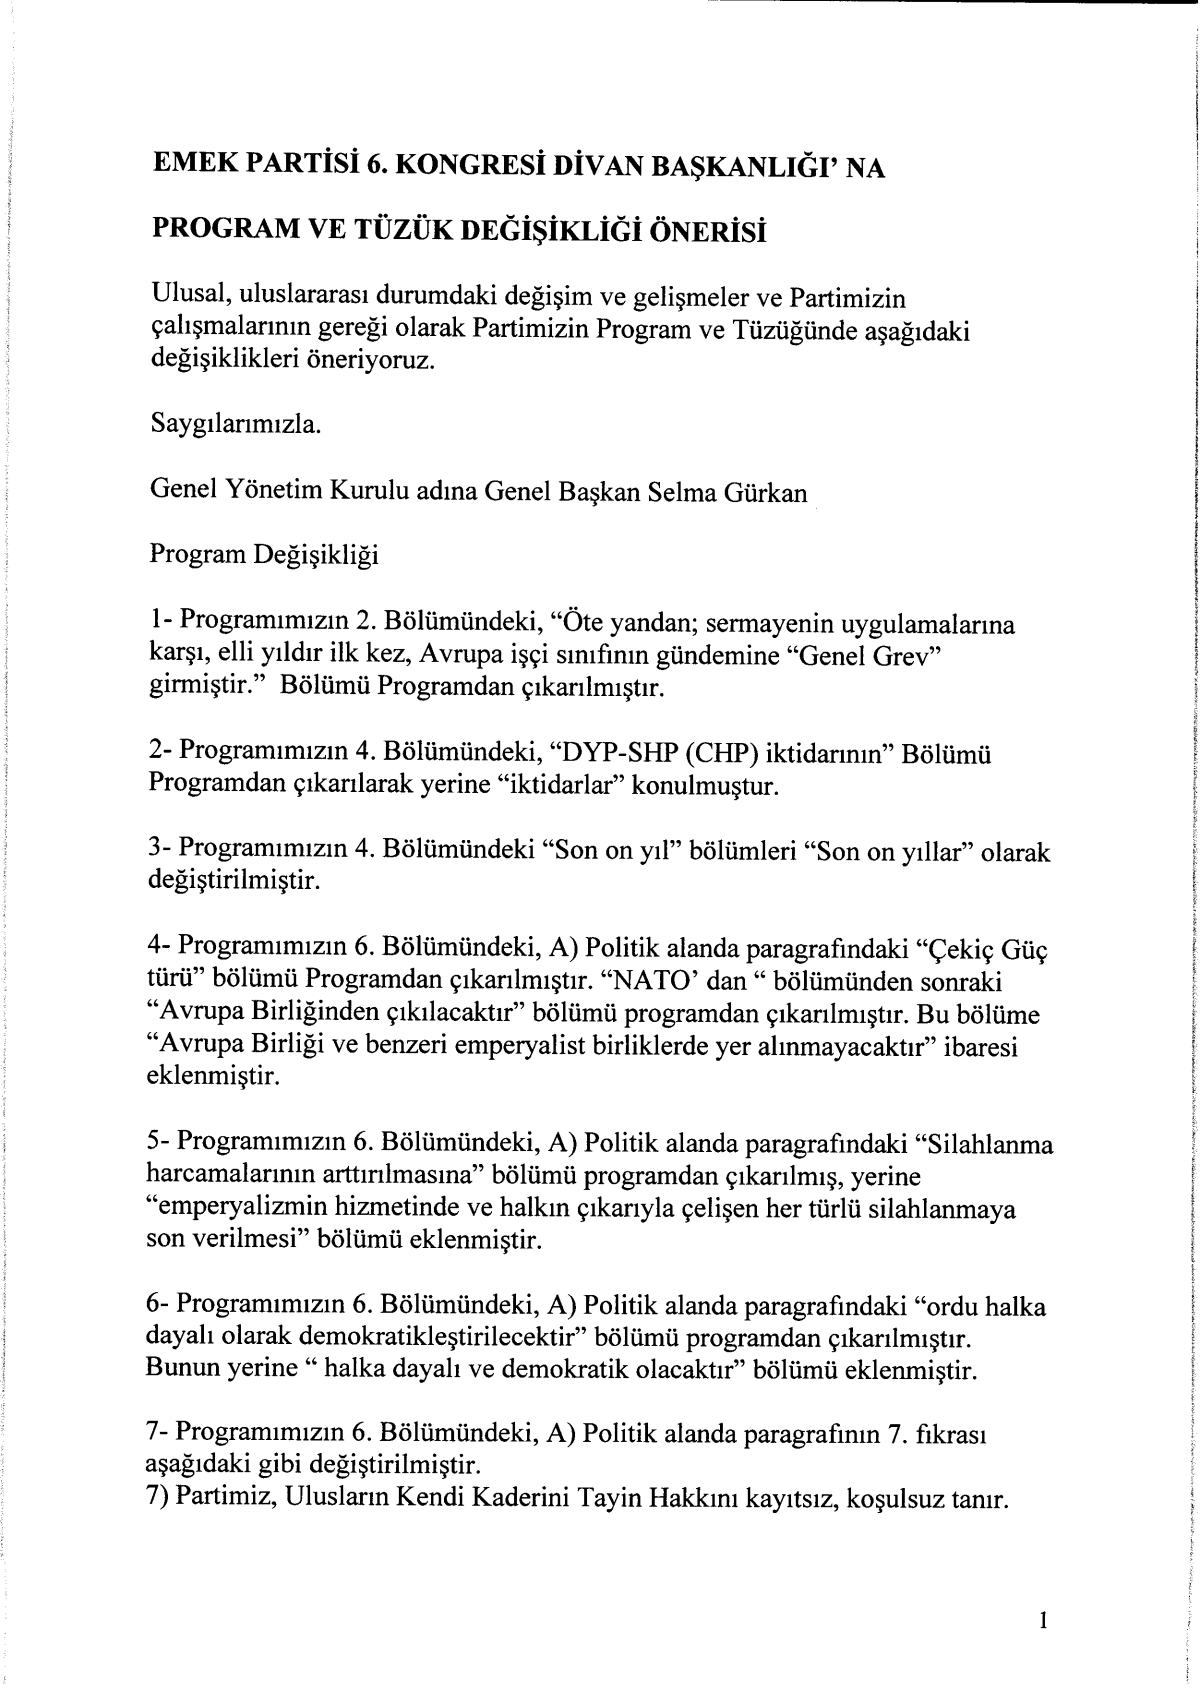 EMEK PARTİSİ 6. KONGRESİ DİVAN BAŞKANLIĞI' NA
PROGRAM VE TÜZÜK DEĞİŞİKLİĞİ ÖNERİSİ
Ulusal, uluslararası durumdaki değişim ve gelişmeler ve Partimizin
çalışmalarının gereği olarak Partimizin Program ve Tüzüğünde aşağıdaki
değişiklikleri öneriyoruz.
Saygılarımızla.
Genel Yönetim Kurulu adına Genel Başkan Selma Gürkan
Program Değişikliği
1- Programımızın 2. Bölümündeki, “Öte yandan; sermayenin uygulamalarına
karşı, elli yıldır ilk kez, Avrupa işçi sınıfının gündemine “Genel Grev”
girmiştir.”  Bölümü Programdan çıkarılmıştır.
2- Programımızın 4. Bölümündeki, “DYP-SHP (CHP) iktidarının” Bölümü
Programdan çıkarılarak yerine “iktidarlar” konulmuştur.
3- Programımızın 4. Bölümündeki “Son on yıl” bölümleri “Son on yıllar” olarak
değiştirilmiştir.
4- Programımızın 6. Bölümündeki, A) Politik alanda paragrafındaki “Çekiç Güç
türü” bölümü Programdan çıkarılmıştır. “NATO' dan “ bölümünden sonraki
“Avrupa Birliğinden çıkılacaktır” bölümü programdan çıkarılmıştır. Bu bölüme
“Avrupa Birliği ve benzeri emperyalist birliklerde yer alınmayacaktır” ibaresi
eklenmiştir.
5- Programımızın 6. Bölümündeki, A) Politik alanda paragrafındaki “Silahlanma
harcamalarının arttırılmasına” bölümü programdan çıkarılmış, yerine
“emperyalizmin hizmetinde ve halkın çıkarıyla çelişen her türlü silahlanmaya
son verilmesi” bölümü eklenmiştir.
6- Programımızın 6. Bölümündeki, A) Politik alanda paragrafındaki “ordu halka
dayalı olarak demokratikleştirilecektir” bölümü programdan çıkarılmıştır.
Bunun yerine “ halka dayalı ve demokratik olacaktır” bölümü eklenmiştir.
7- Programımızın 6. Bölümündeki, A) Politik alanda paragrafının 7. fıkrası
aşağıdaki gibi değiştirilmiştir.
7) Partimiz, Ulusların Kendi Kaderini Tayin Hakkını kayıtsız, koşulsuz tanır.
1